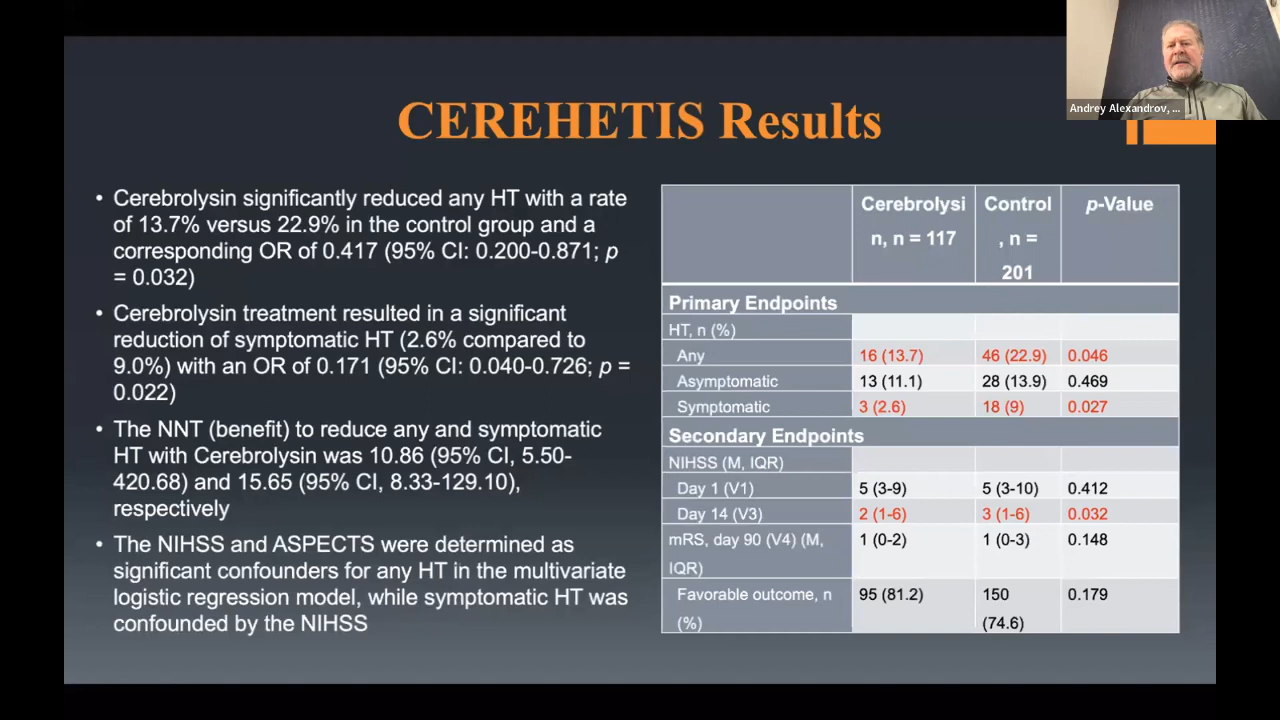 Andrey Alexandrov, ...
CEREHETIS Results
• Cerebrolysin significantly reduced any HT with a rate
of 13.7% versus 22.9% in the control group and a
corresponding OR of 0.417 (95% CI: 0.200-0.871; p
= 0.032)
• Cerebrolysin treatment resulted in a significant
reduction of symptomatic HT (2.6% compared to
9.0%) with an OR of 0.171 (95% CI: 0.040-0.726; p =
0.022)
• The NNT (benefit) to reduce any and symptomatic
HT with Cerebrolysin was 10.86 (95% CI, 5.50-
420.68) and 15.65 (95% CI, 8.33-129.10),
respectively
• The NIHSS and ASPECTS were determined as
significant confounders for any HT in the multivariate
logistic regression model, while symptomatic HT was
confounded by the NIHSS
Cerebrolysi Control p-Value
n, n = 117 , n =
201
Primary Endpoints
HT, n (%)
Any 16 (13.7) 46 (22.9) 0.046
Asymptomatic 13 (11.1) 28 (13.9) 0.469
Symptomatic 3 (2.6) 18 (9) 0.027
Secondary Endpoints
NIHSS (M, IQR)
Day 1 (V1) 5 (3-9) 5 (3-10) 0.412
Day 14 (V3) 2 (1-6) 3 (1-6) 0.032
mRS, day 90 (V4) (M, 1 (0-2) 1 (0-3) 0.148
IQR)
Favorable outcome, n 95 (81.2) 150 0.179
(%) (74.6)